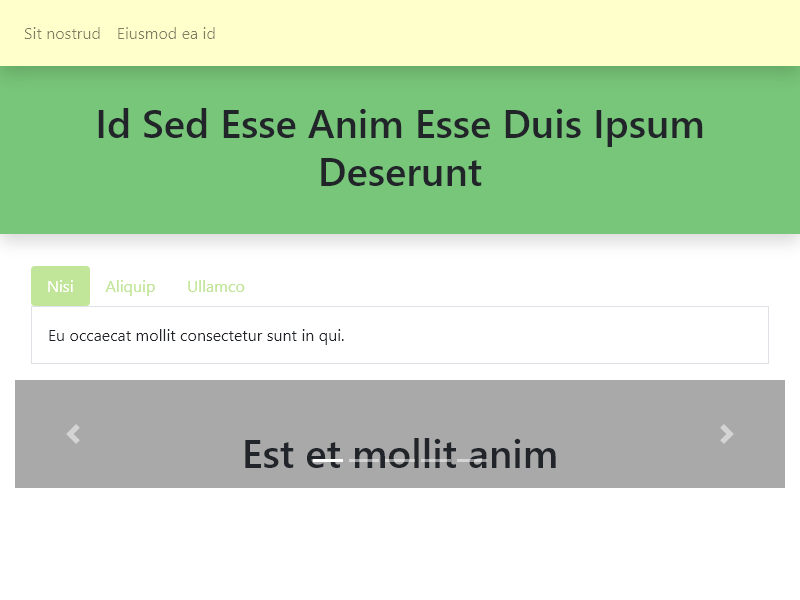 Sit nostrud Eiusmod ea id
Id Sed Esse Anim Esse Duis Ipsum
Deserunt
Nisi Aliquip Ullamco
Eu occaecat mollit consectetur sunt in qui.
Est et mollit anim